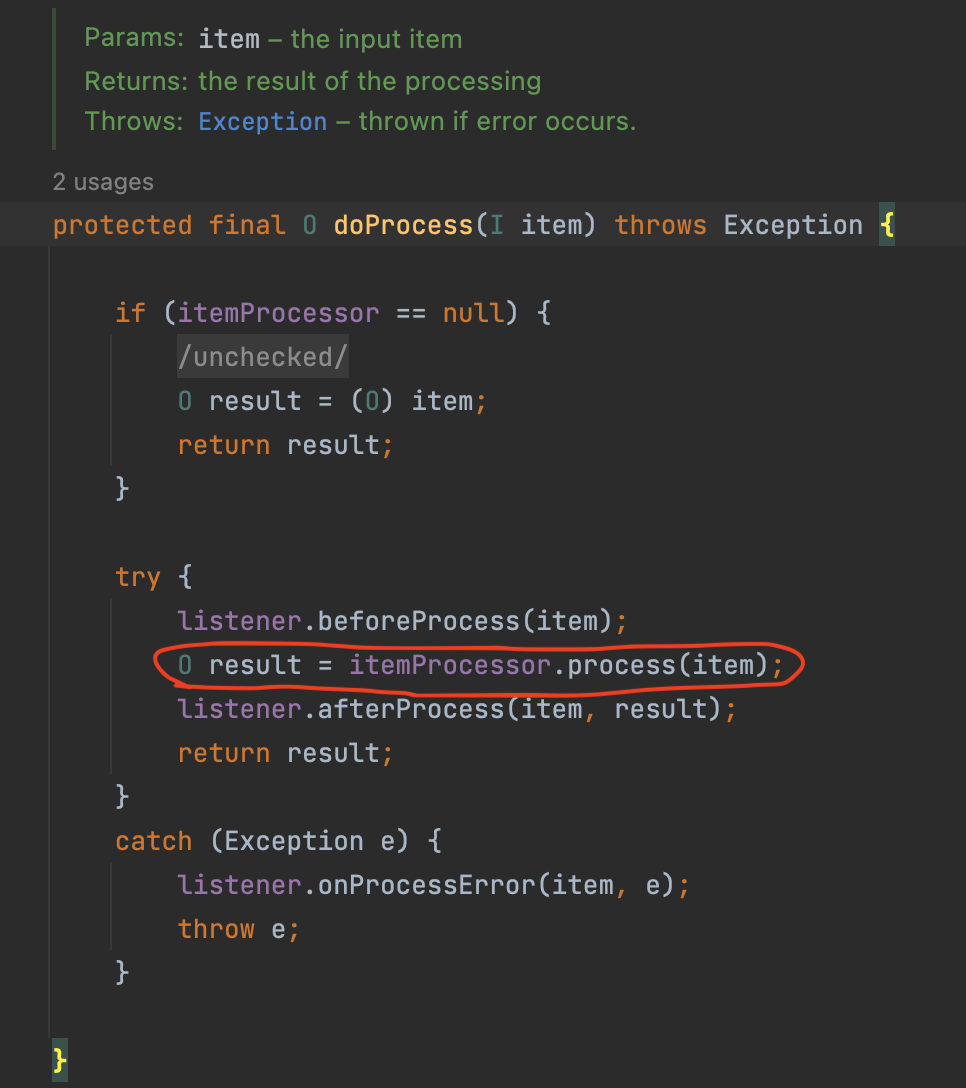 Params: item – the input item
Returns: the result of the processing
Throws: Exception – thrown if error occurs.
2 usages
protected final O doProcess(I item) throws Exception {
if (itemProcessor == null) {
/unchecked/
O result = (O) item;
return result;
}
try {
listener.beforeProcess(item);
O result = itemProcessor.process(item);
listener.afterProcess(item, result);
return result;
}
catch (Exception e) {
listener.onProcessError(item, e);
throw e;
}
}